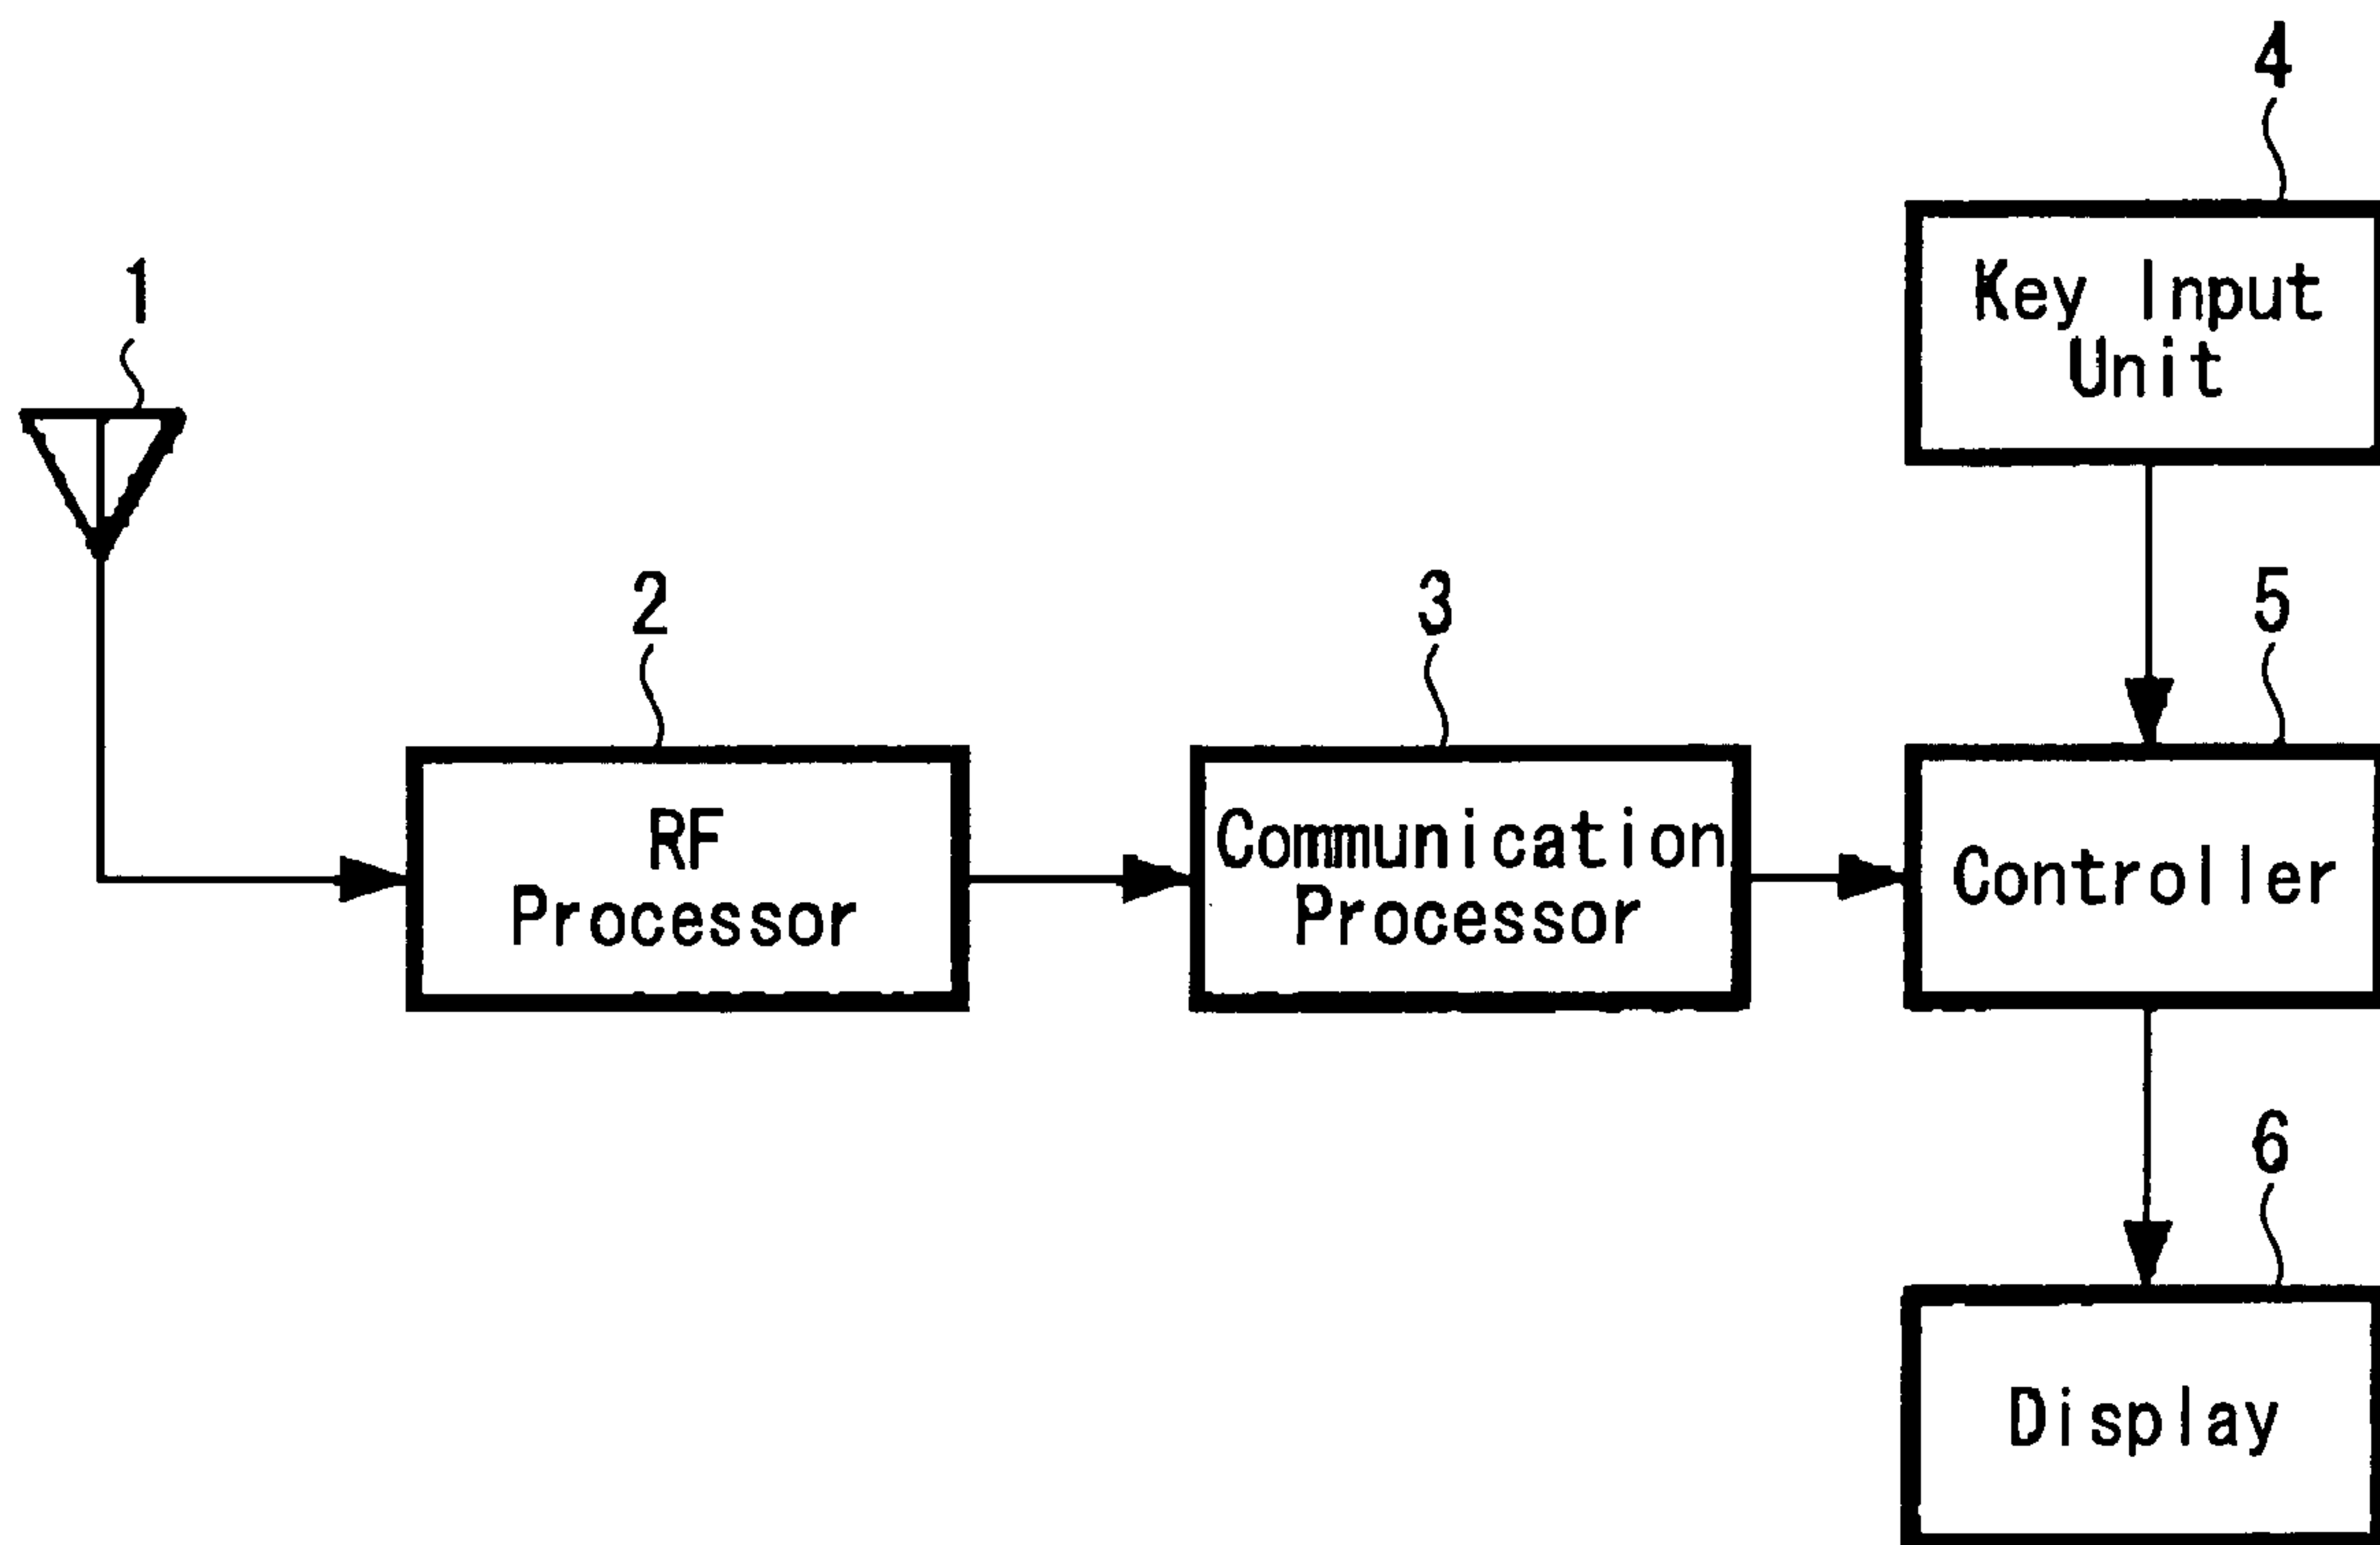 4
Key Input
Unit
1
2
3
5
RF
Processor
Communication
Processor
Controller
6
Display